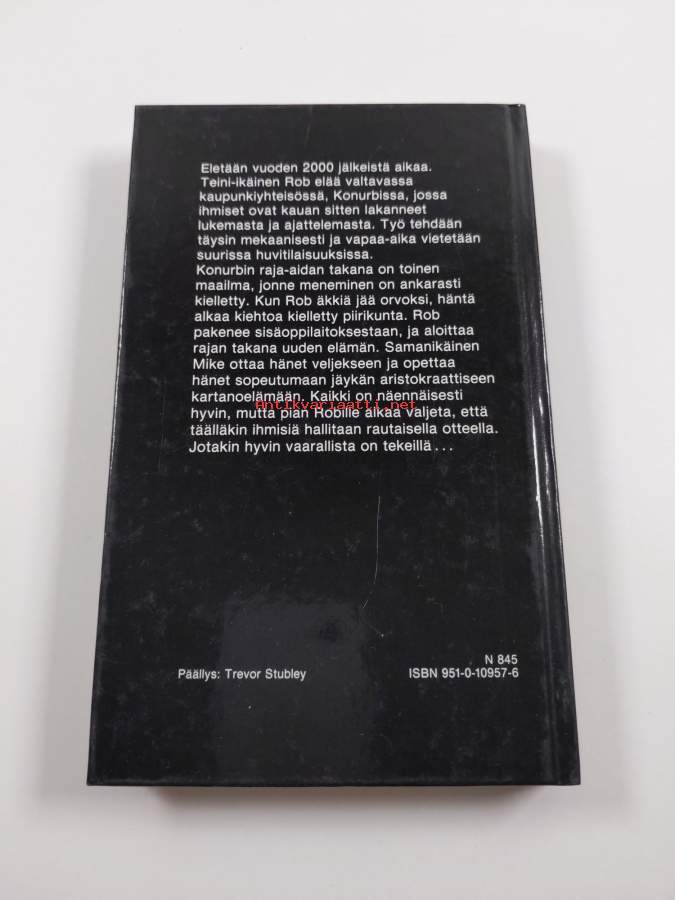 Eletään vuoden 2000 jälkeistä aikaa.
Teini-ikäinen Rob elää valtavassa
kaupunkiyhteisössä, Konurbissa, jossa
ihmiset ovat kauan sitten lakanneet
lukemasta ja ajattelemasta. Työ tehdään
täysin mekaanisesti ja vapaa-aika vietetään
suurissa huvitilaisuuksissa.
Konurbin raja-aidan takana on toinen
maailma, jonne meneminen on ankarasti
kielletty. Kun Rob äkkiä jää orvoksi, häntä
alkaa kiehtoa kielletty piirikunta. Rob
pakenee sisäoppilaitoksestaan, ja aloittaa
rajan takana uuden elämän. Samanikäinen
Mike ottaa hänet veljekseen ja opettaa
hänet sopeutumaan jäykän aristokraattiseen
kartanoelämään. Kaikki on näennäisesti
Antikvariaatti.net
hyvin, mutta pian Robille alkaa valjeta, että
täälläkin ihmisiä hallitaan rautaisella otteella.
Jotakin hyvin vaarallista on tekeillä...
N 845
Päällys: Trevor Stubley ISBN 951-0-10957-6